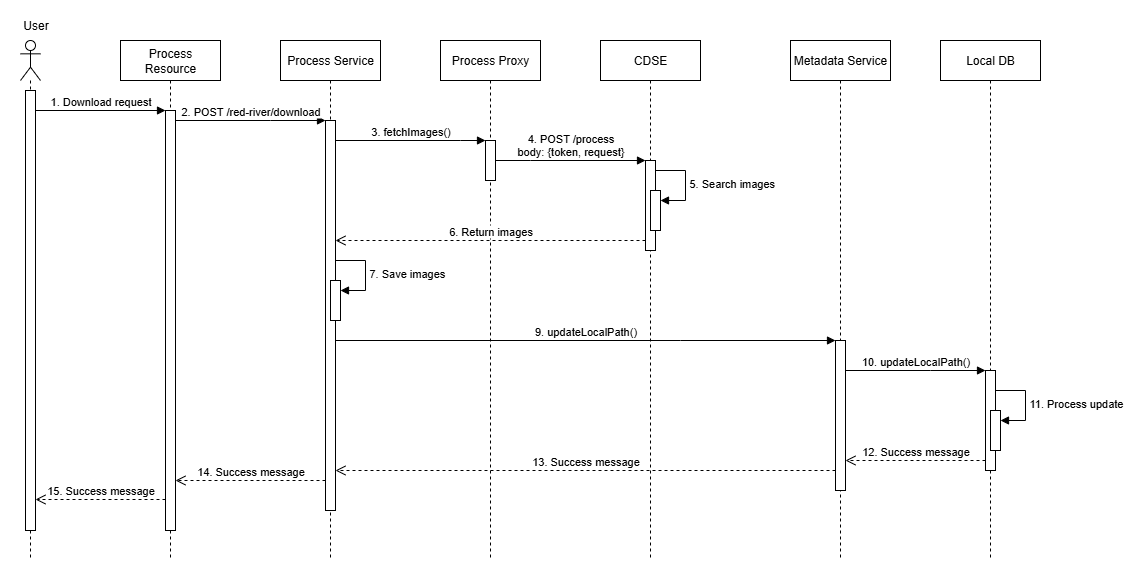 User
Process
Resource
Process Service
Process Proxy
CDSE
Metadata Service
Local DB
1. Download request
2. POST /red-river/download
3. fetchImages()
4. POST /process
body: {token, request}
5. Search images
6. Return images
7. Save images
9. updateLocalPath()
10. updateLocalPath()
11. Process update
12. Success message
13. Success message
14. Success message
15. Success message